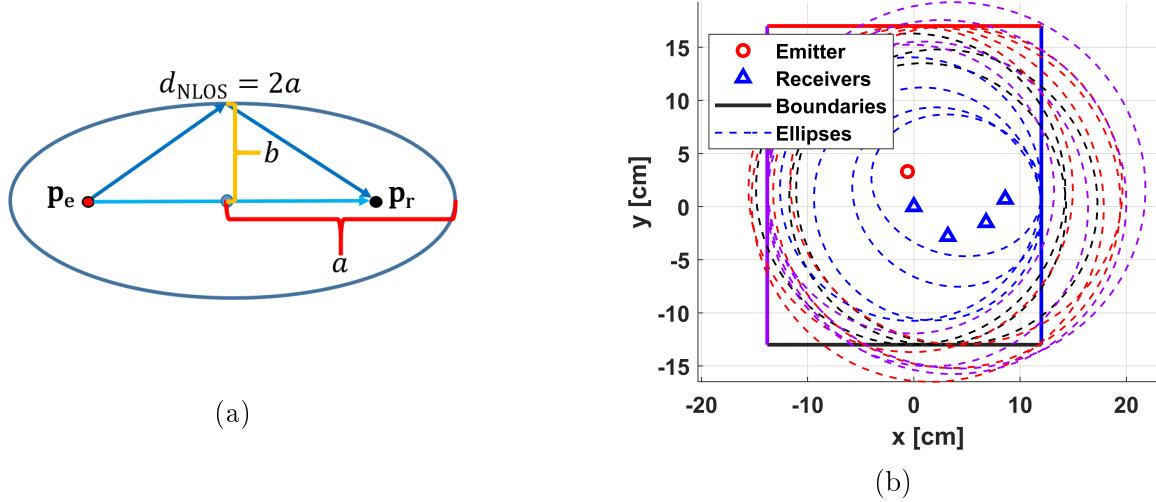 d_NLOS = 2a
b
p_e
p_r
a
(a)
Emitter
Receivers
Boundaries
Ellipses
y [cm]
15
10
5
0
-5
-10
-15
-20 -10 0 10 20
x [cm]
(b)